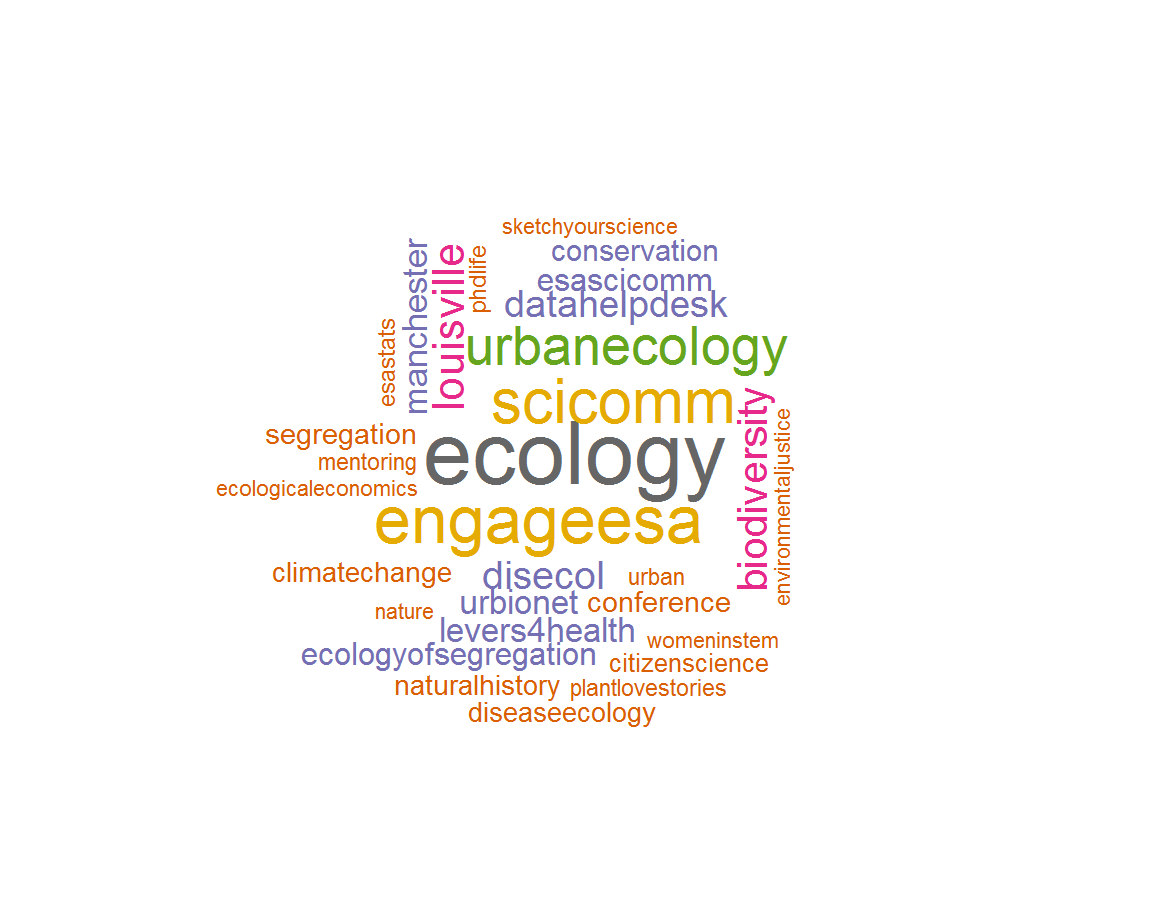 sketchyourscience
conservation
esascicomm
datahelpdesk
manchester
louisville
phdlife
esastats
urbanecology
scicomm
ecology
engageesa
segregation
mentoring
ecologicaleconomics
biodiversity
environmentaljustice
climatechange
disecol
urban
nature
urbionet
conference
levers4health
womeninstem
ecologyofsegregation
citizenscience
naturalhistory
plantlovestories
diseaseecology